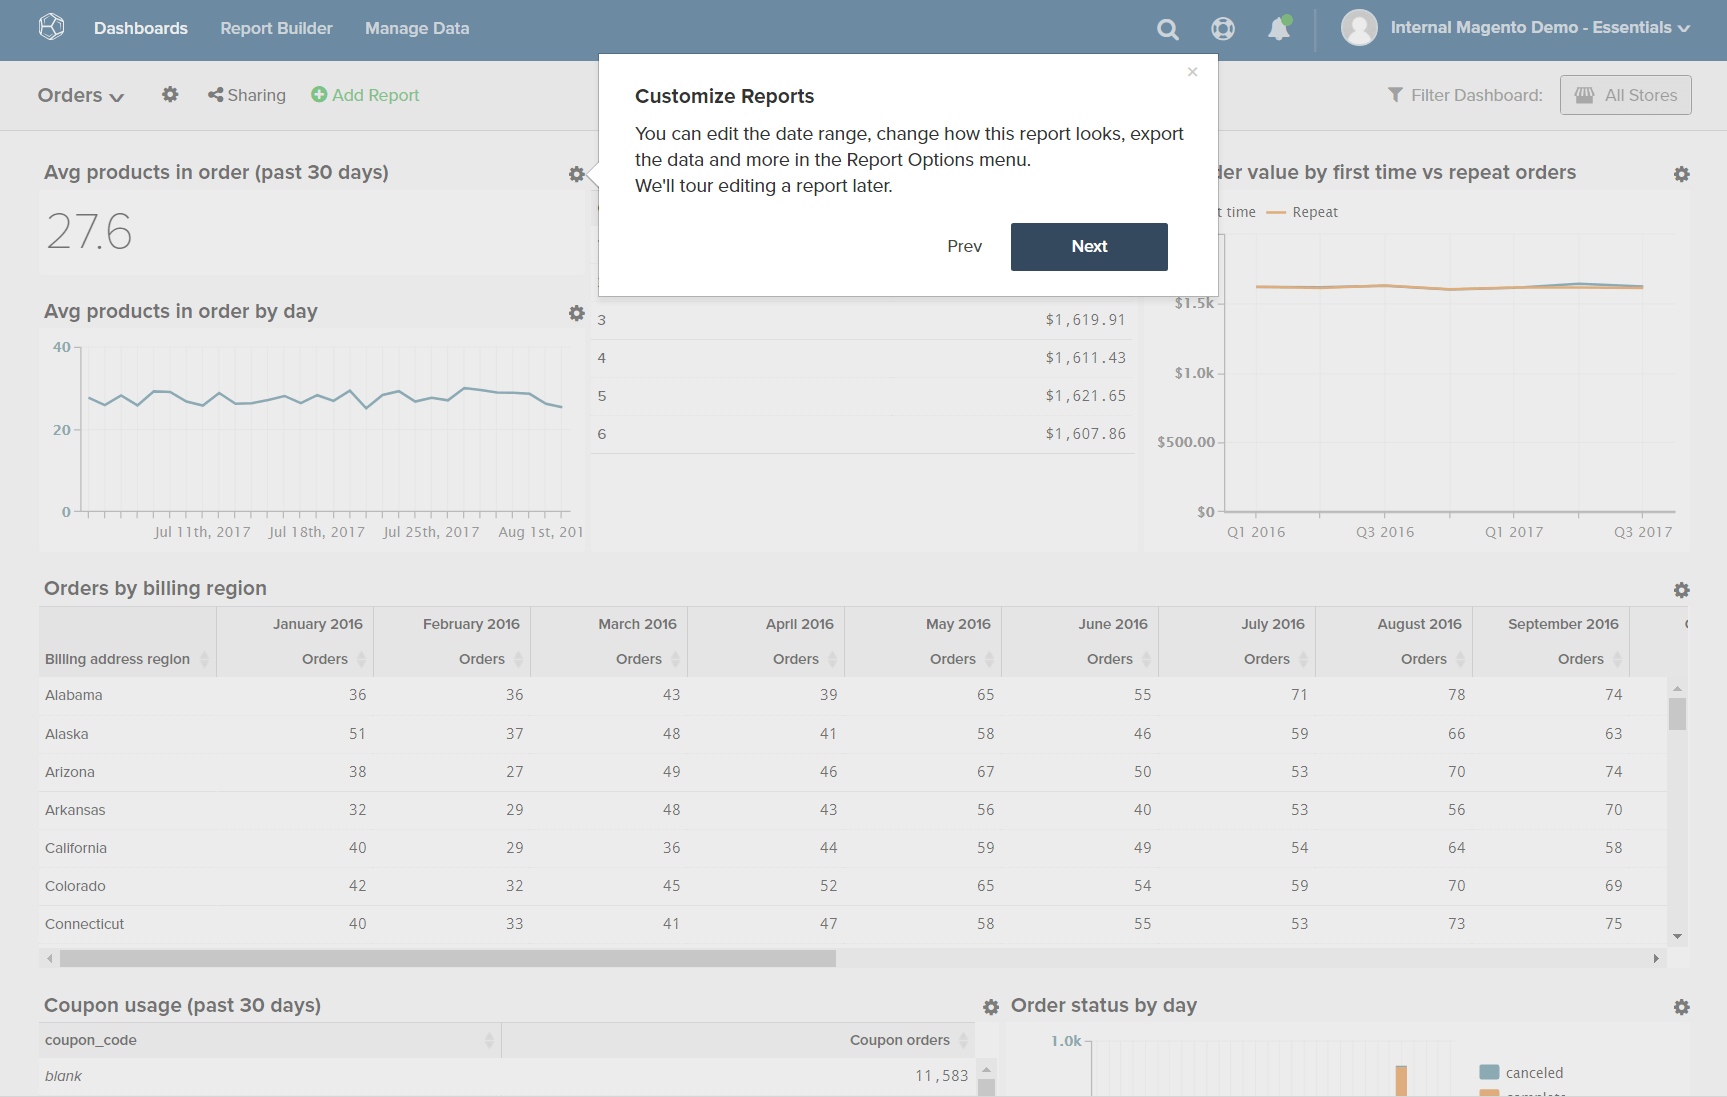 Dashboards Report Builder Manage Data Internal Magento Demo - Essentials
Orders Sharing Add Report Filter Dashboard: All Stores
Customize Reports
You can edit the date range, change how this report looks, export
the data and more in the Report Options menu.
We'll tour editing a report later.
Prev Next
Avg products in order (past 30 days)
27.6
Avg products in order by day
40
20
0
Jul 11th, 2017 Jul 18th, 2017 Jul 25th, 2017 Aug 1st, 201
3 $1,619.91
4 $1,611.43
5 $1,621.65
6 $1,607.86
value by first time vs repeat orders
time Repeat
$1.5k
$1.0k
$500.00
$0
Q1 2016 Q3 2016 Q1 2017 Q3 2017
Orders by billing region
January 2016 February 2016 March 2016 April 2016 May 2016 June 2016 July 2016 August 2016 September 2016
Billing address region Orders Orders Orders Orders Orders Orders Orders Orders Orders
Alabama 36 36 43 39 65 55 71 78 74
Alaska 51 37 48 41 58 46 59 66 63
Arizona 38 27 49 46 67 50 53 70 74
Arkansas 32 29 48 43 56 40 53 56 70
California 40 29 36 44 59 49 54 64 58
Colorado 42 32 45 52 65 54 59 70 69
Connecticut 40 33 41 47 58 55 53 73 75
Coupon usage (past 30 days)
coupon_code Coupon orders
blank 11,583
Order status by day
1.0k
canceled